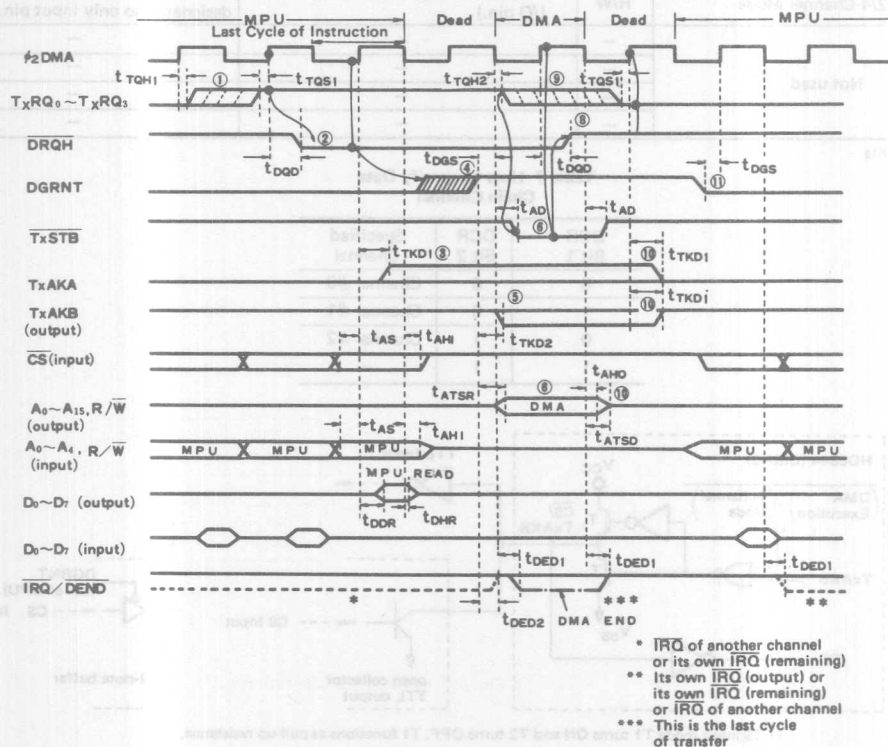 MPU Dead DMA Dead MPU
Last Cycle of Instruction
φ2DMA
tTQH1 ① tTQS1 tTQH2 ⑨ tTQS1
TxRQ0~TxRQ3
② ⑧
DRQH
tDQD tDGS ④ tDQD tDGS
DGRNT
⑪
tAD tAD
TxSTB ⑥
tTKD1 ③ ⑩ tTKD1
TxAKA
TxAKB
(output)
⑤ ⑩ tTKD1
tAS tAHI tTKD2
CS (input)
tATSR tAHO
A0~A15, R/W
(output)
⑥ DMA ⑩
tAS tAHI tATSD
A0~A4, R/W
(input)
MPU MPU MPU MPU MPU
MPU READ
D0~D7 (output)
tDDR tDHR
D0~D7 (input)
tDED1 tDED1 tDED1
IRQ/DEND
* *** **
tDED2 DMA END
* IRQ of another channel
or its own IRQ (remaining)
** Its own IRQ (output) or
its own IRQ (remaining)
or IRQ of another channel
*** This is the last cycle
of transfer